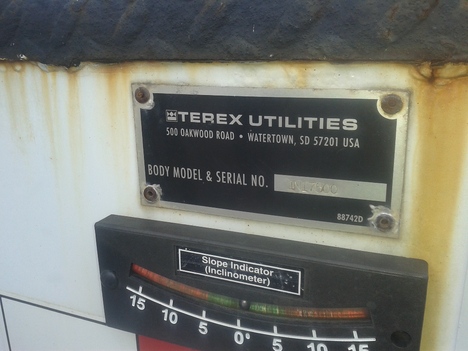 TEREX UTILITIES
500 OAKWOOD ROAD • WATERTOWN, SD 57201 USA
BODY MODEL & SERIAL NO.
88742D
Slope Indicator
(Inclinometer)
15 10 5 0° 5 10 15